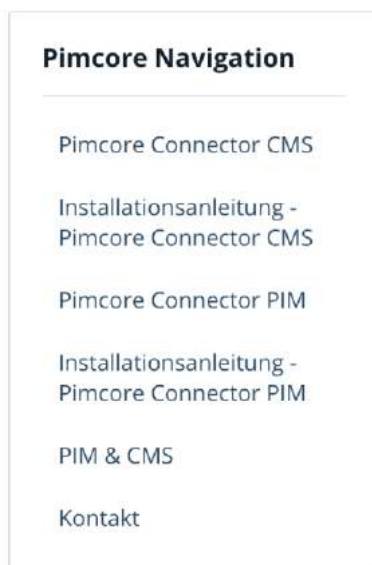 Pimcore Navigation
Pimcore Connector CMS
Installationsanleitung -
Pimcore Connector CMS
Pimcore Connector PIM
Installationsanleitung -
Pimcore Connector PIM
PIM & CMS
Kontakt